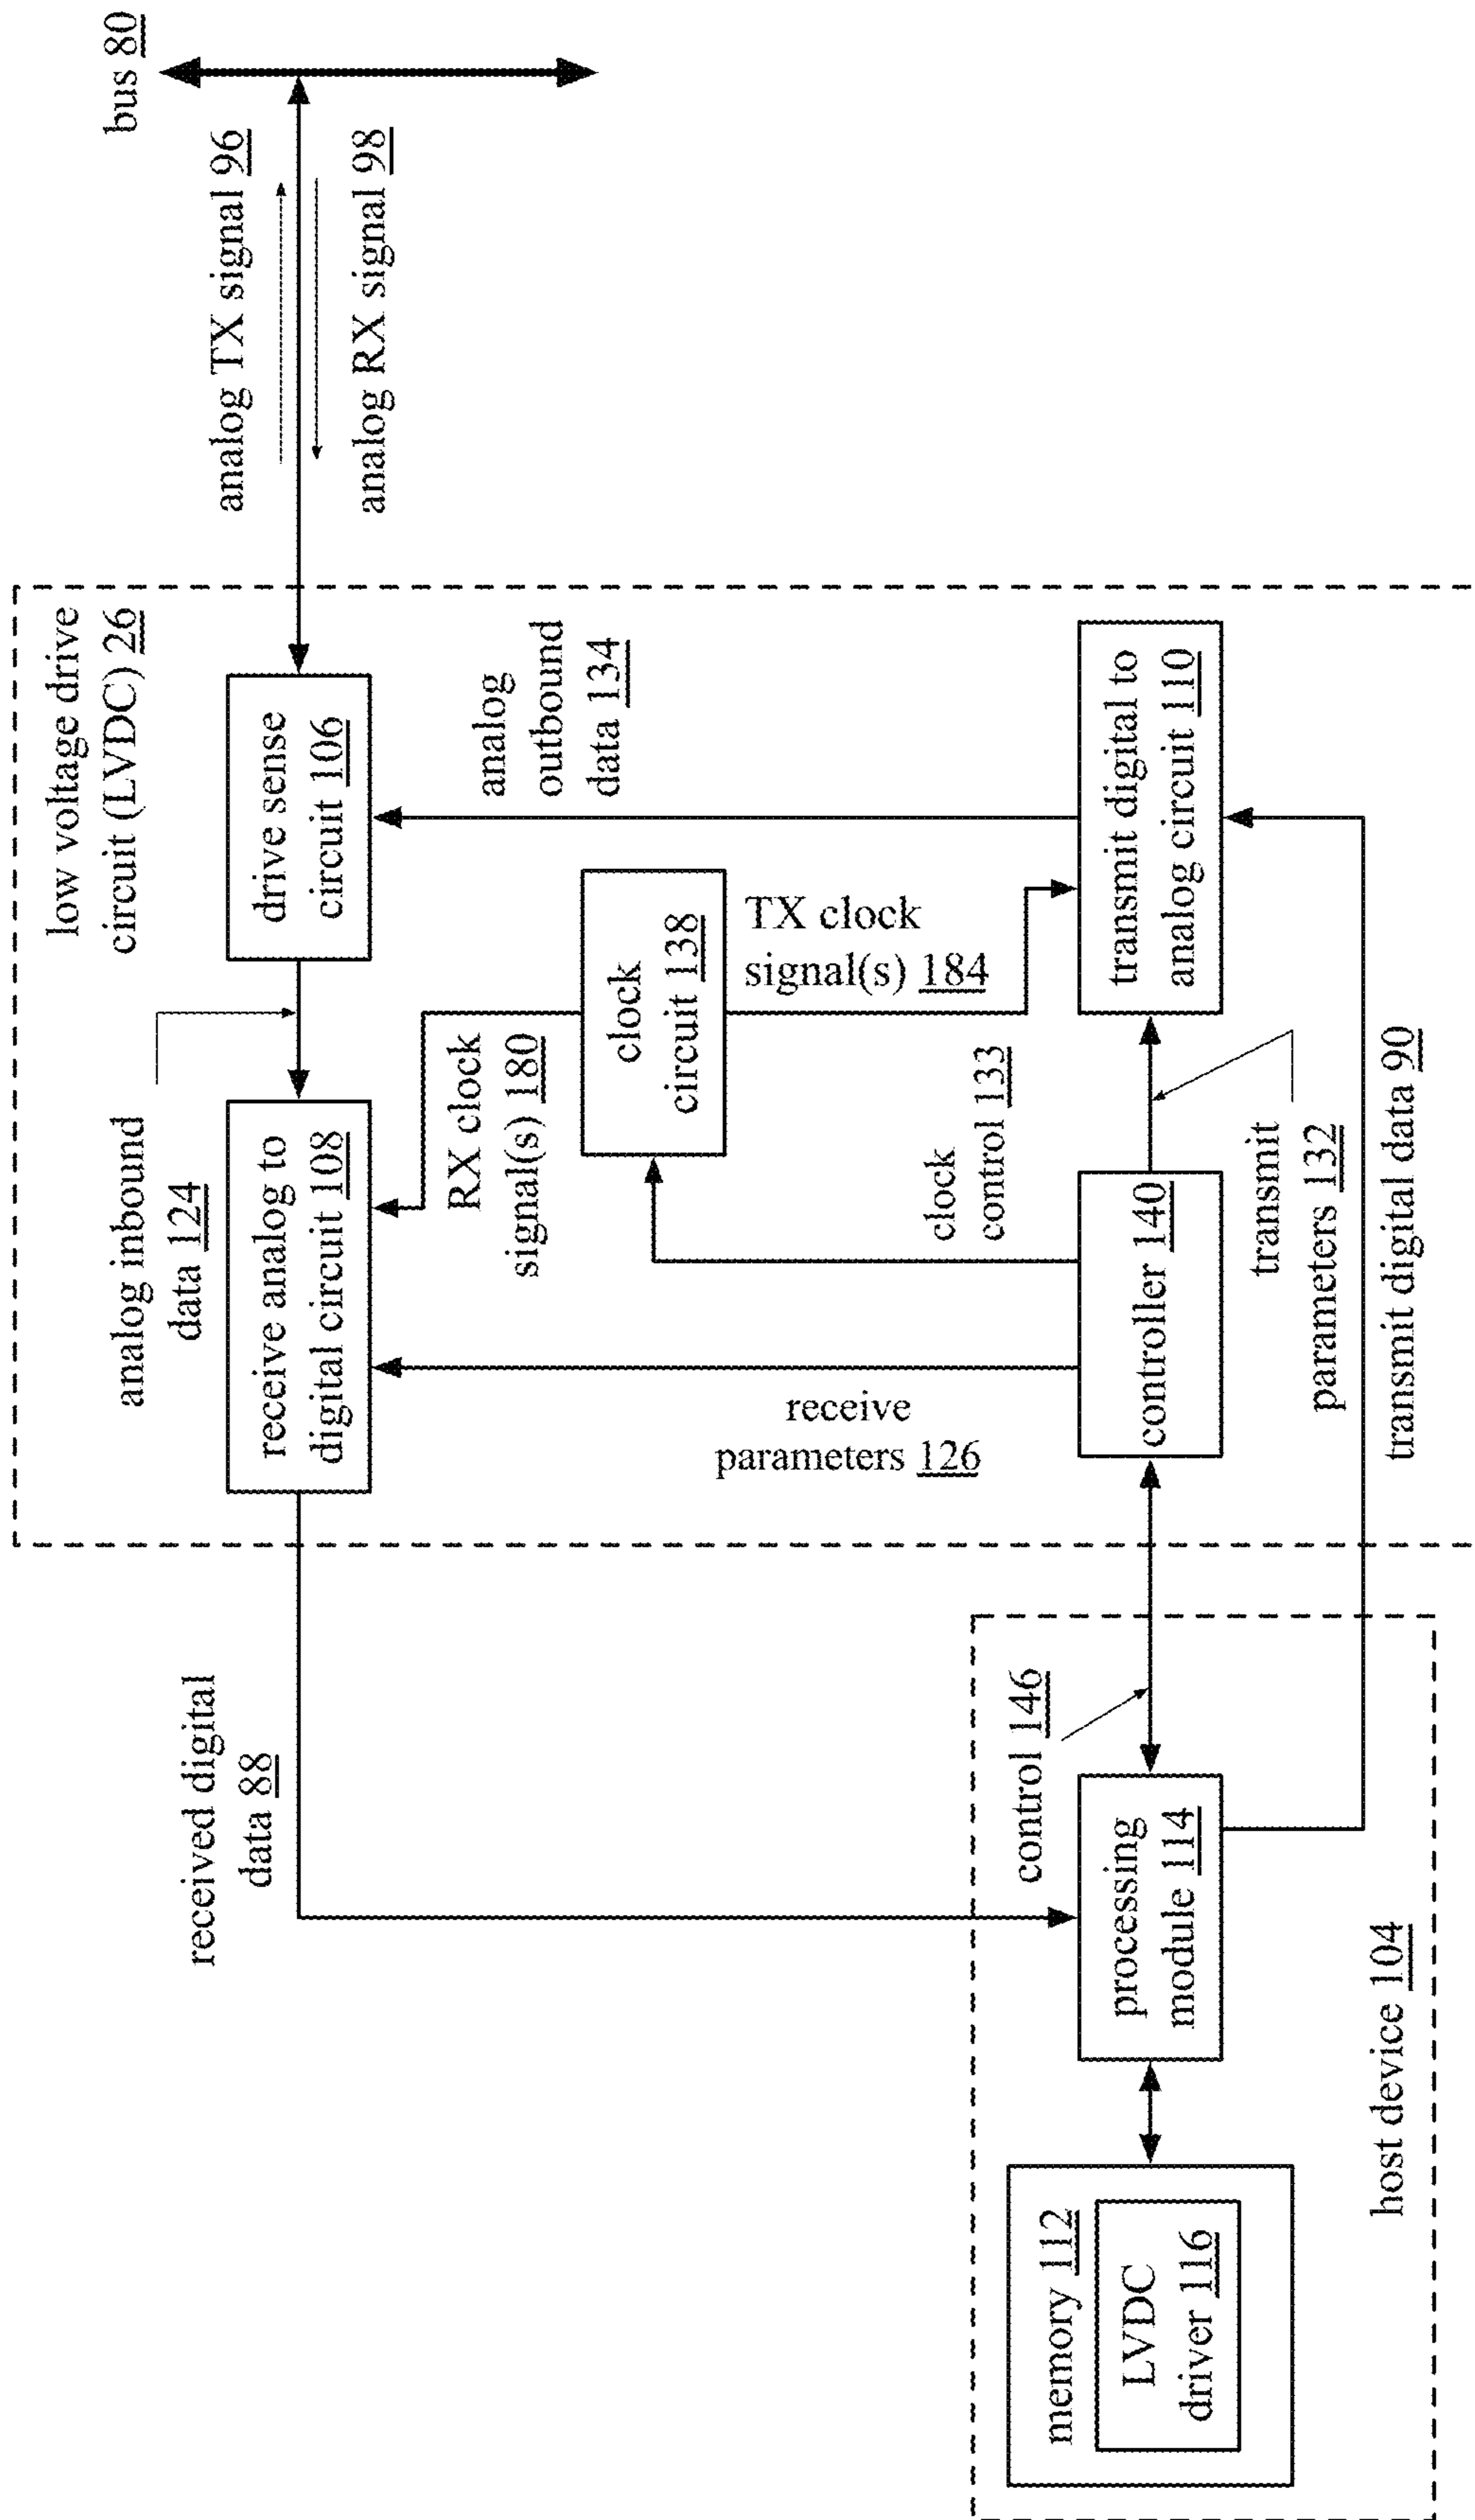 low voltage drive
circuit (LVDC) 26
bus 80
analog TX signal 96
analog RX signal 98
drive sense
circuit 106
analog inbound
data 124
receive analog to
digital circuit 108
received digital
data 88
analog
outbound
data 134
clock
circuit 138
RX clock
signal(s) 180
TX clock
signal(s) 184
clock
control 133
receive
parameters 126
transmit digital to
analog circuit 110
controller 140
transmit
parameters 132
transmit digital data 90
control 146
processing
module 114
memory 112
LVDC
driver 116
host device 104